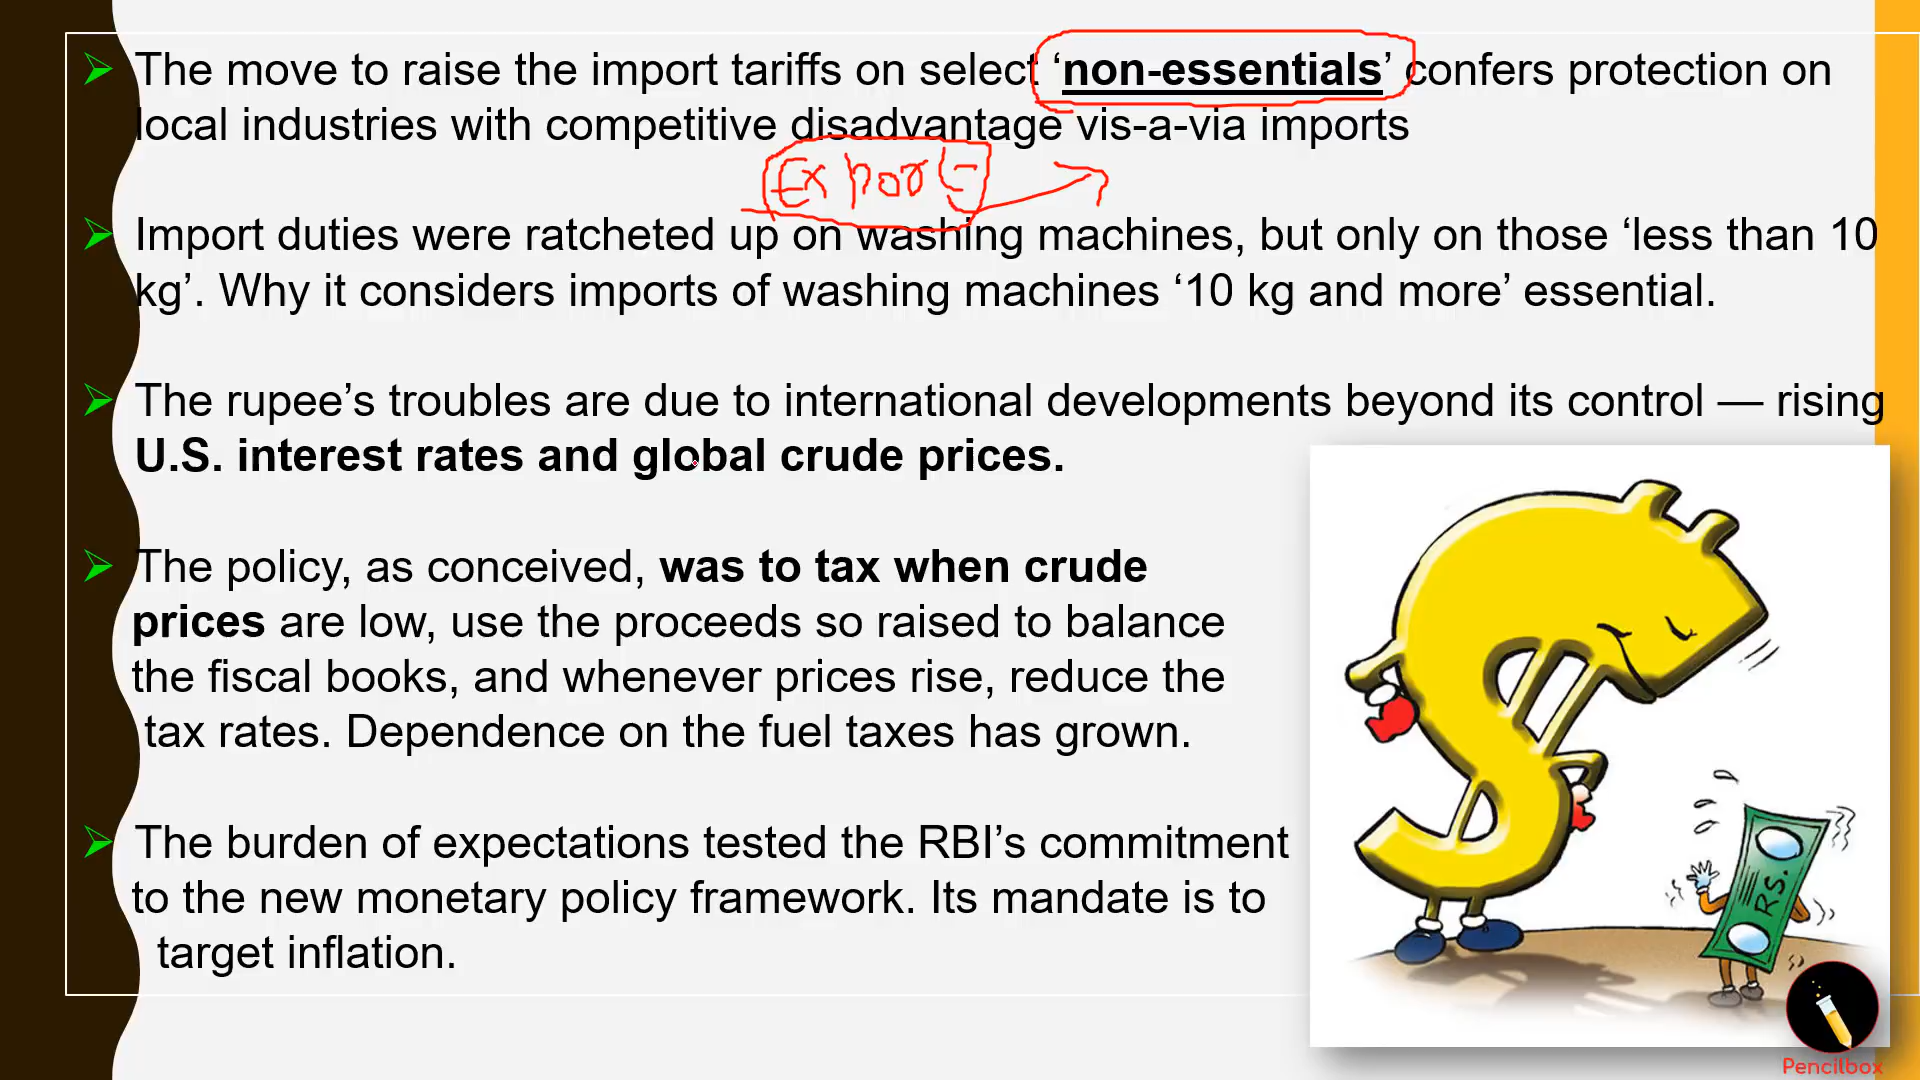 The move to raise the import tariffs on select ‘non-essentials’ confers protection on
local industries with competitive disadvantage vis-a-via imports
Export
Import duties were ratcheted up on washing machines, but only on those ‘less than 10
kg’. Why it considers imports of washing machines ‘10 kg and more’ essential.
The rupee’s troubles are due to international developments beyond its control — rising
U.S. interest rates and global crude prices.
The policy, as conceived, was to tax when crude
prices are low, use the proceeds so raised to balance
the fiscal books, and whenever prices rise, reduce the
tax rates. Dependence on the fuel taxes has grown.
The burden of expectations tested the RBI’s commitment
to the new monetary policy framework. Its mandate is to
target inflation.
RS.
Pencilbox